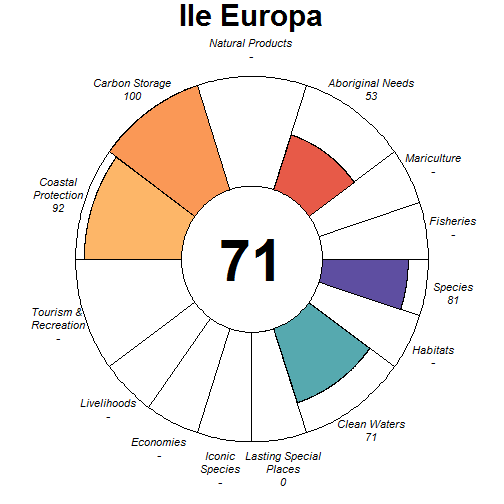 Ile Europa
Natural Products
-
Carbon Storage
100
Aboriginal Needs
53
Mariculture
-
Coastal
Protection
92
Fisheries
-
71
Species
81
Tourism &
Recreation
-
Habitats
-
Livelihoods
-
Clean Waters
71
Economies
-
Iconic
Species
-
Lasting Special
Places
0